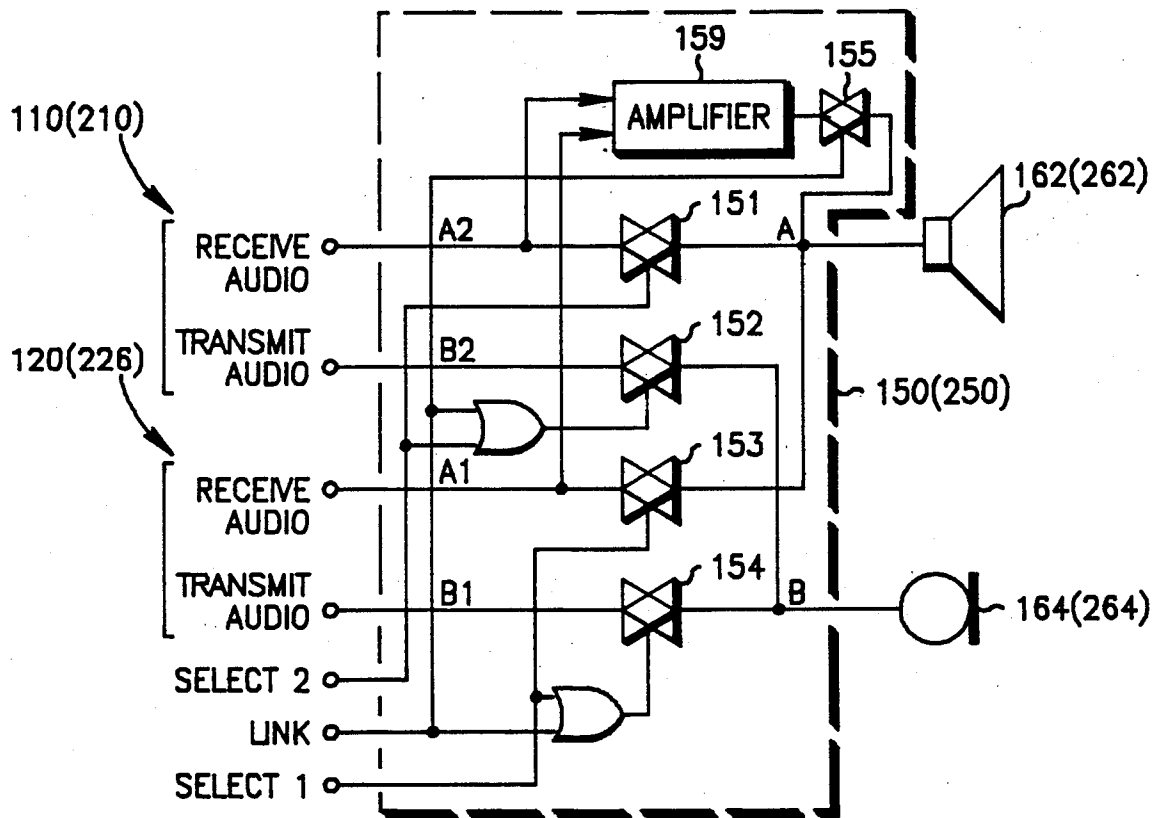 159
155
110(210)
AMPLIFIER
162(262)
151
RECEIVE
AUDIO
A2
A
152
TRANSMIT
AUDIO
B2
120(226)
150(250)
153
RECEIVE
AUDIO
A1
154
TRANSMIT
AUDIO
B1
B
164(264)
SELECT 2
LINK
SELECT 1